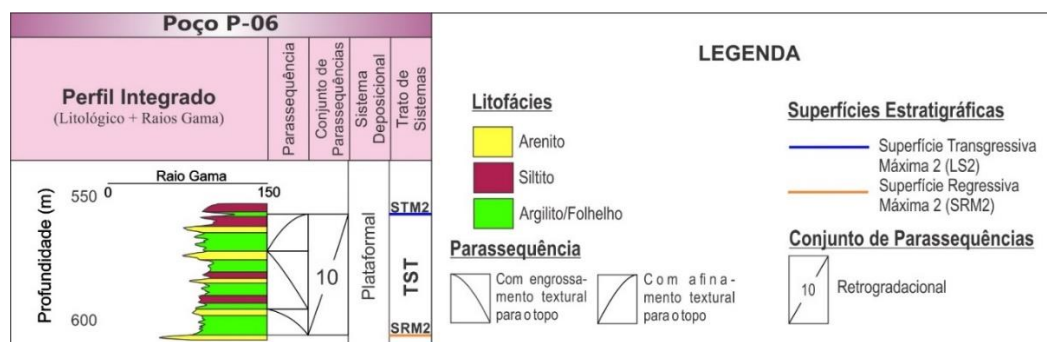 Poço P-06
Perfil Integrado
(Litológico + Raios Gama)
Parassequência
Conjunto de
Parassequências
Sistema
Deposicional
Trato de
Sistemas
Profundidade (m)
Raio Gama
0
150
550
600
10
Plataformal
STM2
TST
SRM2
LEGENDA
Litofácies
Arenito
Siltito
Argilito/Folhelho
Parassequência
Com engrossa-
mento textural
para o topo
Com afina-
mento textural
para o topo
Superfícies Estratigráficas
Superfície Transgressiva
Máxima 2 (LS2)
Superfície Regressiva
Máxima 2 (SRM2)
Conjunto de Parassequências
10
Retrogradacional